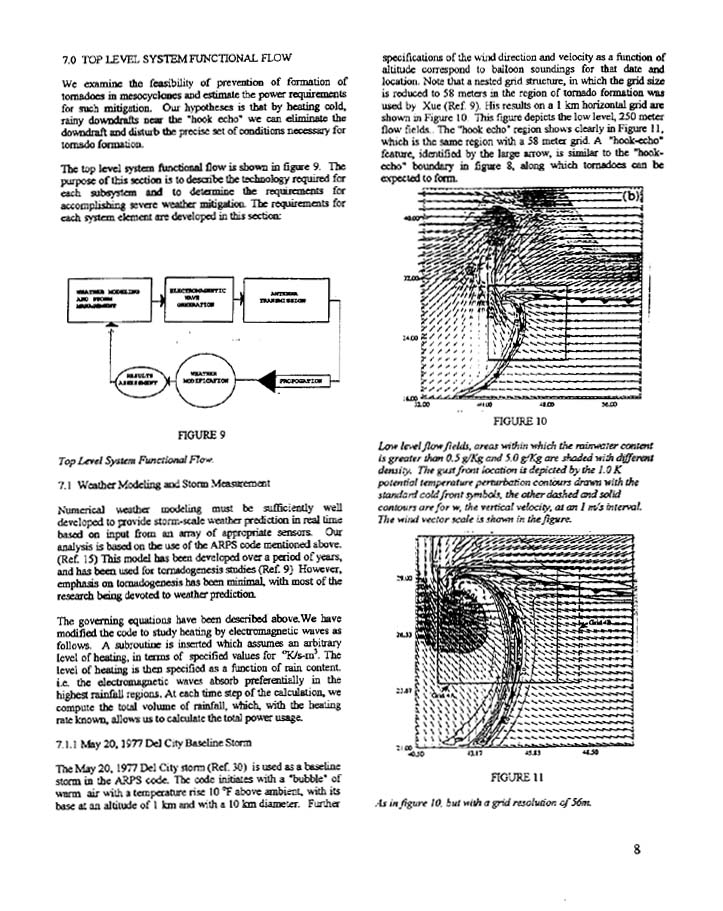 7.0 TOP LEVEL SYSTEM FUNCTIONAL FLOW
We examine the feasibility of prevention of formation of
tornadoes in mesocyclones and estimate the power requirements
for such mitigation. Our hypotheses is that by heating cold,
rainy downdrafts near the "hook echo" we can eliminate the
downdraft and disturb the precise set of conditions necessary for
tornado formation.
The top level system functional flow is shown in figure 9. The
purpose of this section is to describe the technology required for
each subsystem and to determine the requirements for
accomplishing severe weather mitigation. The requirements for
each system element are developed in this section:
WEATHER MODELING
AND STORM
MANAGEMENT
ELECTROMAGNETIC
WAVE
GENERATION
ANTENNA
TRANSMISSION
RESULTS
ASSESSMENT
WEATHER
MODIFICATION
PROPOGATION
FIGURE 9
Top Level System Functional Flow.
7.1 Weather Modeling and Storm Measurement
Numerical weather modeling must be sufficiently well
developed to provide storm-scale weather prediction in real time
based on input from an array of appropriate sensors. Our
analysis is based on the use of the ARPS code mentioned above.
(Ref. 15) This model has been developed over a period of years,
and has been used for tornadogenesis studies (Ref. 9) However,
emphasis on tornadogenesis has been minimal, with most of the
research being devoted to weather prediction.
The governing equations have been described above.We have
modified the code to study heating by electromagnetic waves as
follows. A subroutine is inserted which assumes an arbitrary
level of heating, in terms of specified values for °K/s-m³. The
level of heating is then specified as a function of rain content,
i.e. the electromagnetic waves absorb preferentially in the
highest rainfall regions. At each time step of the calculation, we
compute the total volume of rainfall, which, with the heating
rate known, allows us to calculate the total power usage.
7.1.1 May 20, 1977 Del City Baseline Storm
The May 20, 1977 Del City storm (Ref. 30) is used as a baseline
storm in the ARPS code. The code initiates with a "bubble" of
warm air with a temperature rise 10 °F above ambient, with its
base at an altitude of 1 km and with a 10 km diameter. Further
specifications of the wind direction and velocity as a function of
altitude correspond to balloon soundings for that date and
location. Note that a nested grid structure, in which the grid size
is reduced to 58 meters in the region of tornado formation was
used by Xue (Ref. 9). His results on a 1 km horizontal grid are
shown in Figure 10. This figure depicts the low level, 250 meter
flow fields.. The "hook echo" region shows clearly in Figure 11,
which is the same region with a 58 meter grid. A "hook-echo"
feature, identified by the large arrow, is similar to the "hook-
echo" boundary in figure 8, along which tornadoes can be
expected to form.
(b)
40.00
32.00
24.00
16.00
32.00 40.00 48.00 56.00
FIGURE 10
Low level flow fields, areas within which the rainwater content
is greater than 0.5 g/Kg and 5.0 g/Kg are shaded with different
density. The gust front location is depicted by the 1.0 K
potential temperature perturbation contours drawn with the
standard cold front symbols, the other dashed and solid
contours are for w, the vertical velocity, at an 1 m/s interval.
The wind vector scale is shown in the figure.
29.00
26.33
23.67
21.00
40.50 43.17 45.83 48.50
FIGURE 11
As in figure 10, but with a grid resolution of 56m.
8